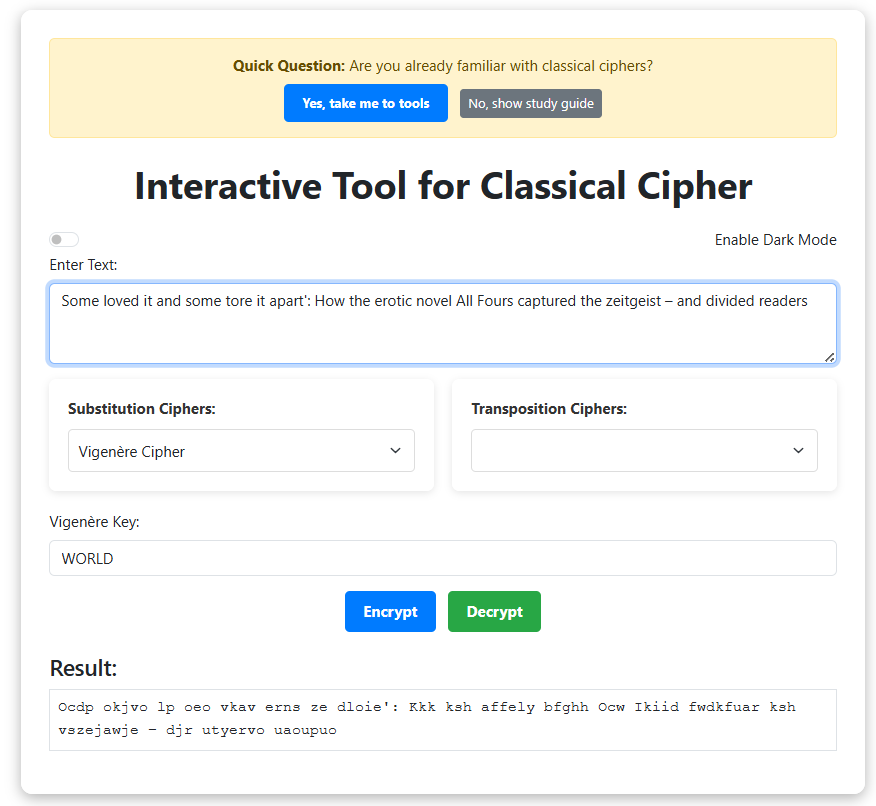 Quick Question: Are you already familiar with classical ciphers?
Yes, take me to tools No, show study guide
Interactive Tool for Classical Cipher
Enable Dark Mode
Enter Text:
Some loved it and some tore it apart': How the erotic novel All Fours captured the zeitgeist – and divided readers
Substitution Ciphers:
Vigenère Cipher
Transposition Ciphers:
Vigenère Key:
WORLD
Encrypt Decrypt
Result:
Ocdp okjvo lp oeo vkav erns ze dloie': Kkk ksh affely bfghh Ocw Ikiid fwdkfuar ksh
vszejawje – djr utyervo uaoupuo